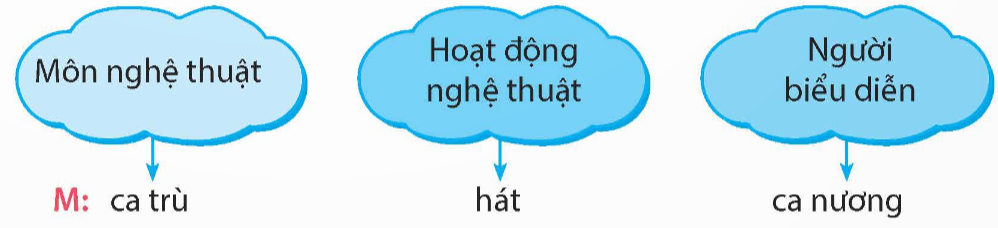 Môn nghệ thuật
Hoạt động
nghệ thuật
Người
biểu diễn
M: ca trù
hát
ca nương